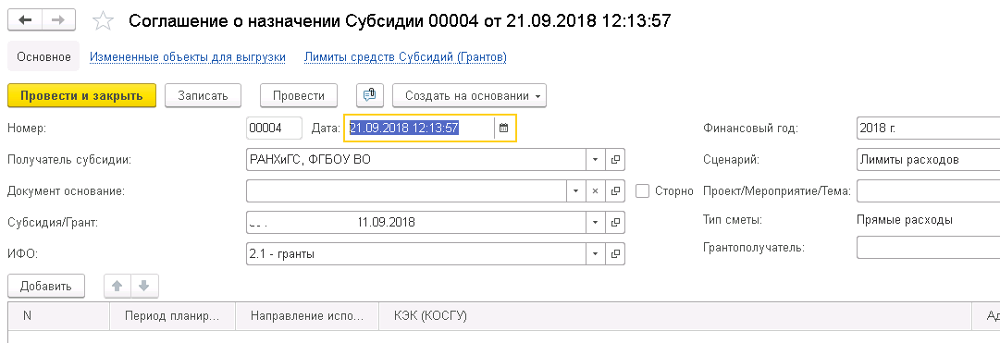 Соглашение о назначении Субсидии 00004 от 21.09.2018 12:13:57
Основное Измененные объекты для выгрузки Лимиты средств Субсидий (Грантов)
Провести и закрыть Записать Провести Создать на основании
Номер: 00004 Дата: 21.09.2018 12:13:57 Финансовый год: 2018 г.
Получатель субсидии: РАНХиГС, ФГБОУ ВО Сценарий: Лимиты расходов
Документ основание: Сторно Проект/Мероприятие/Тема:
Субсидия/Грант: 11.09.2018 Тип сметы: Прямые расходы
ИФО: 2.1 - гранты Грантополучатель:
Добавить
N Период планир... Направление испо... КЭК (КОСГУ) Ад